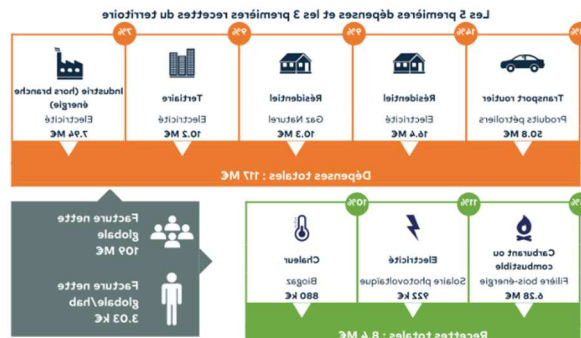 Les 5 premières dépenses et les 3 premières recettes du territoire
14%
9%
9%
7%
Transport routier
Produits pétroliers
50.8 M€
Résidentiel
Electricité
16.4 M€
Résidentiel
Gaz Naturel
10.3 M€
Tertiaire
Electricité
10.2 M€
Industrie (hors branche
énergie)
Electricité
7.94 M€
Dépenses totales : 117 M€
11%
10%
Carburant ou
combustible
Filière bois-énergie
6.28 M€
Electricité
Solaire photovoltaïque
922 k€
Chaleur
Biogaz
880 k€
Recettes totales : 8.4 M€
Facture nette
globale
109 M€
Facture nette
globale/hab
3.03 k€